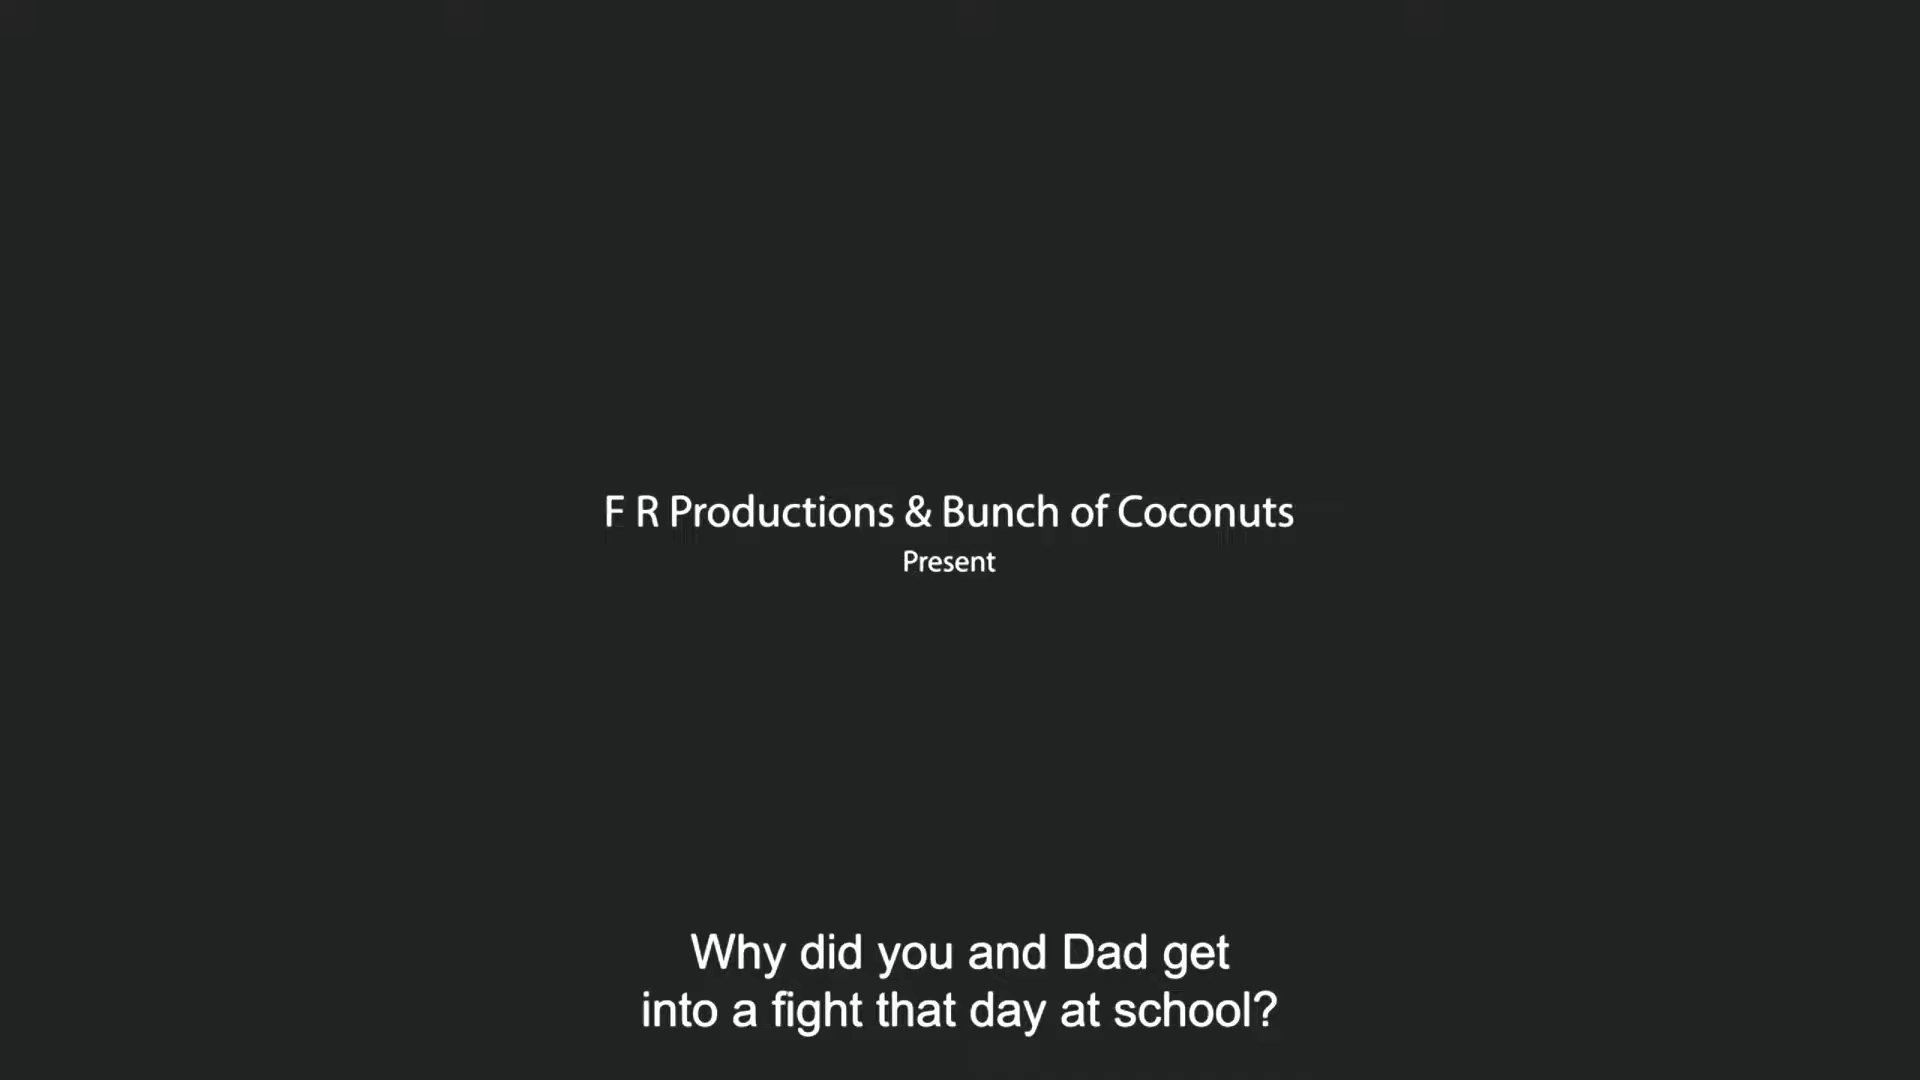 F R Productions & Bunch of Coconuts
Present
Why did you and Dad get
into a fight that day at school?